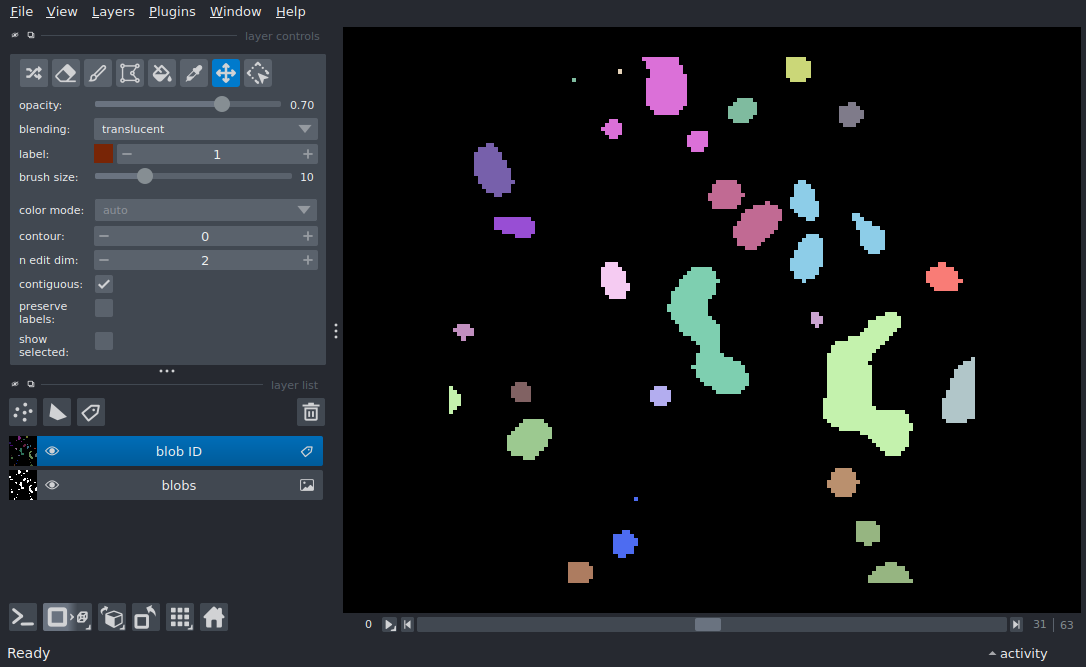 File View Layers Plugins Window Help
layer controls
opacity: 0.70
blending: translucent
label: 1
brush size: 10
color mode: auto
contour: 0
n edit dim: 2
contiguous:
preserve
labels:
show
selected:
layer list
blob ID
blobs
0 31 63
Ready activity